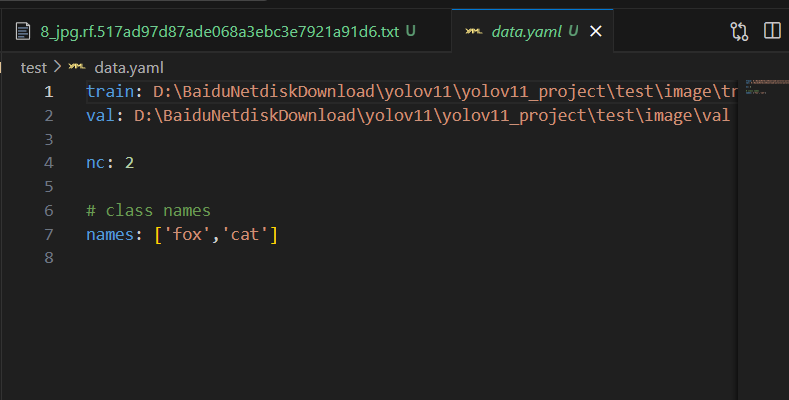 8_jpg.rf.517ad97d87ade068a3ebc3e7921a91d6.txt U data.yaml U
test > data.yaml
1 train: D:\BaiduNetdiskDownload\yolov11\yolov11_project\test\image\tr
2 val: D:\BaiduNetdiskDownload\yolov11\yolov11_project\test\image\val
3
4 nc: 2
5
6 # class names
7 names: ['fox','cat']
8